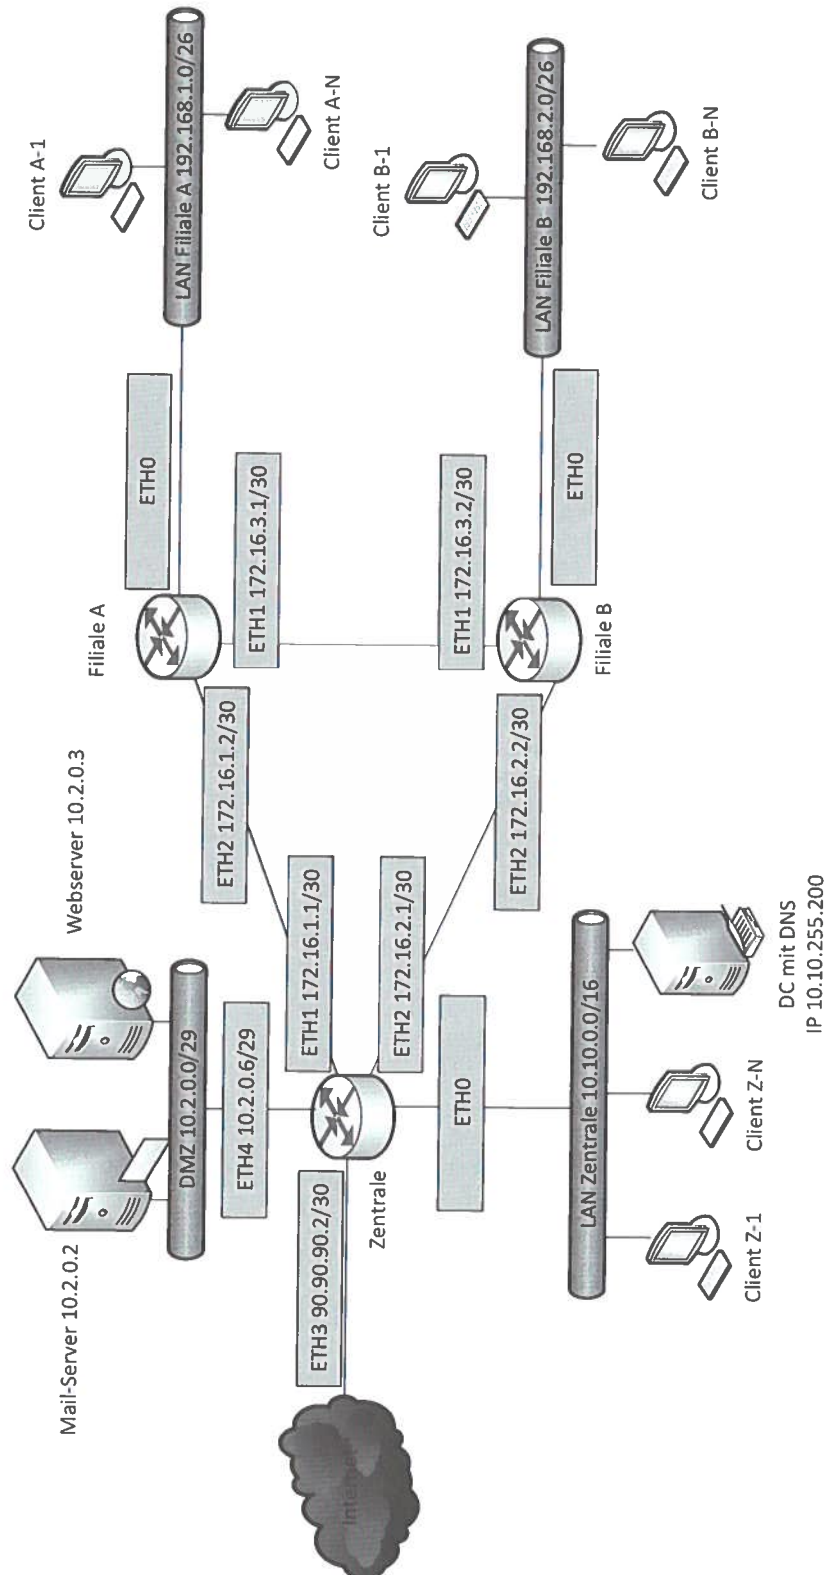 Mail-Server 10.2.0.2
Webserver 10.2.0.3
DMZ 10.2.0.0/29
ETH4 10.2.0.6/29
Internet
ETH3 90.90.90.2/30
Zentrale
ETH1 172.16.1.1/30
ETH2 172.16.2.1/30
ETH0
LAN Zentrale 10.10.0.0/16
Client Z-1
Client Z-N
DC mit DNS
IP 10.10.255.200
Filiale A
ETH2 172.16.1.2/30
ETH1 172.16.3.1/30
ETH0
LAN Filiale A 192.168.1.0/26
Client A-1
Client A-N
ETH1 172.16.3.2/30
ETH2 172.16.2.2/30
Filiale B
ETH0
LAN Filiale B 192.168.2.0/26
Client B-1
Client B-N